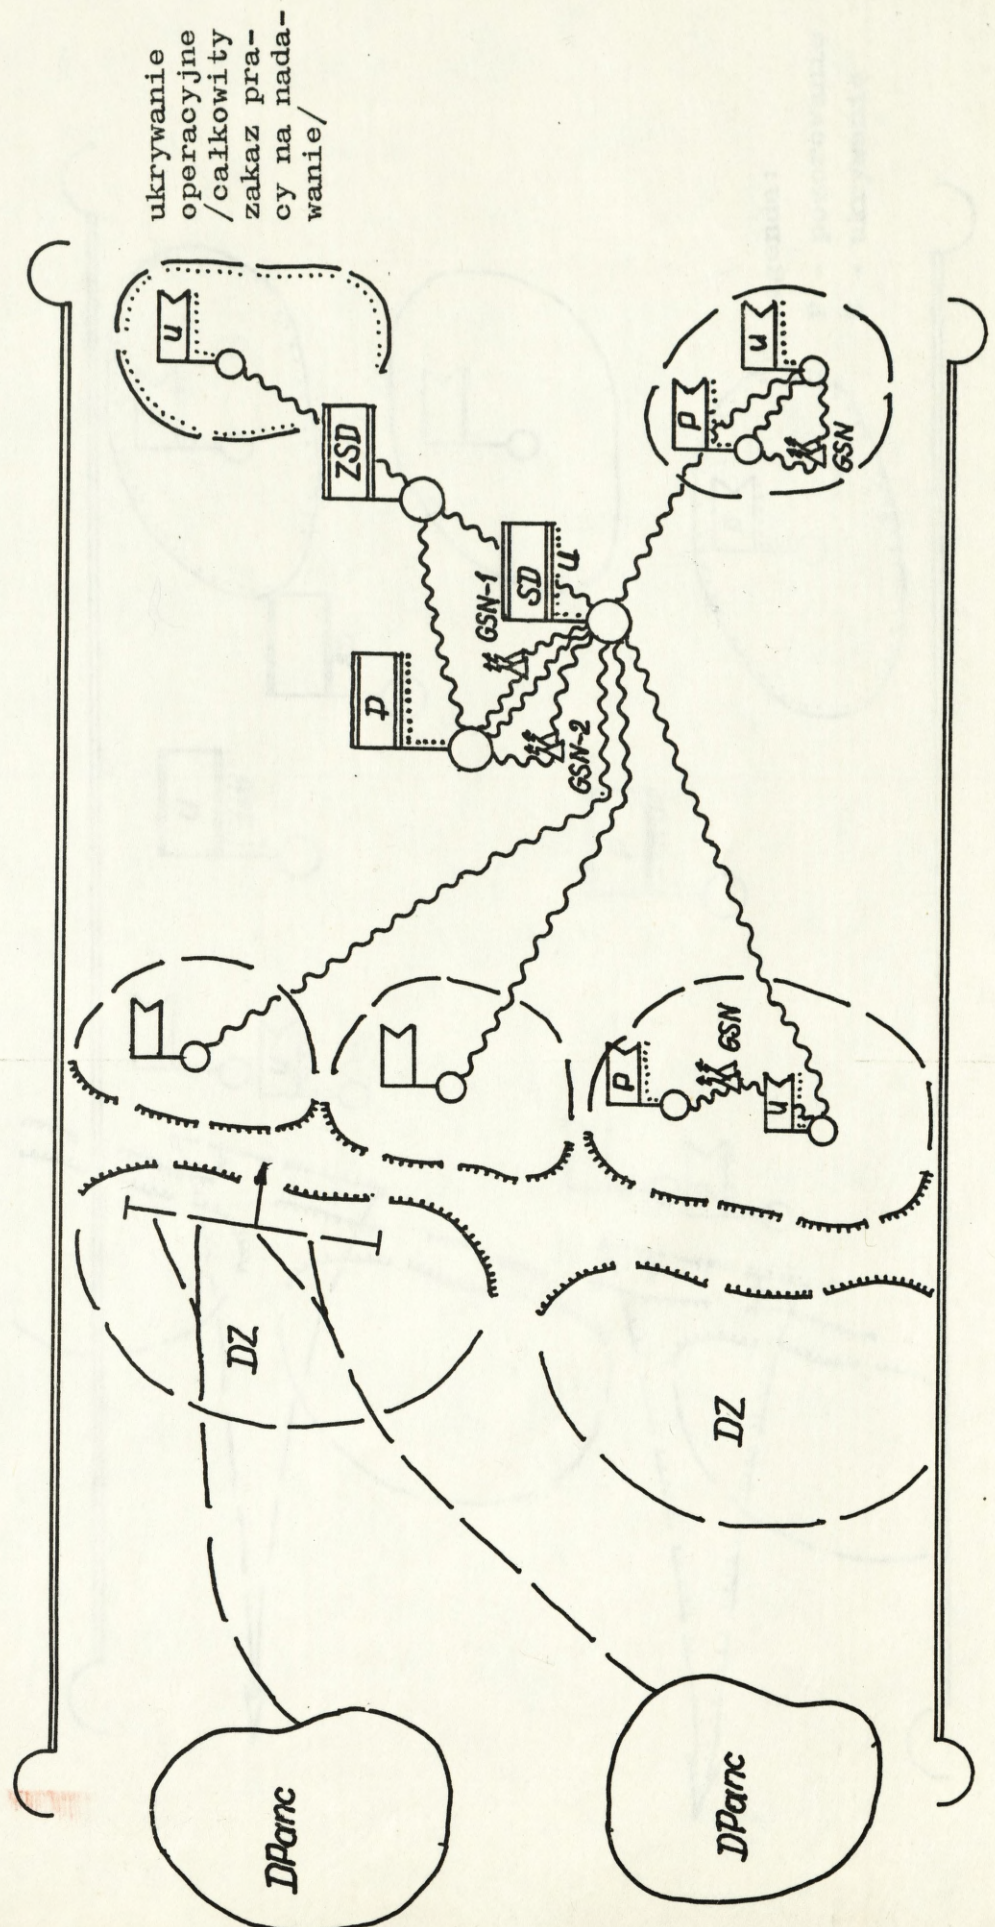 ukrywanie
operacyjne
/całkowity
zakaz pra-
cy na nada-
wanie/
u
ZSD
SD
u
GSN-1
p
GSN-2
p
u
GSN
p
GSN
u
DZ
DZ
DPanc
DPanc